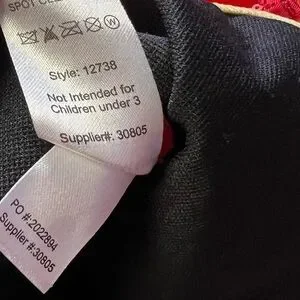 SPOT CLE
Style: 12738
Not Intended for
Children under 3
Supplier#: 30805
PO #:2022894
Supplier #:30805